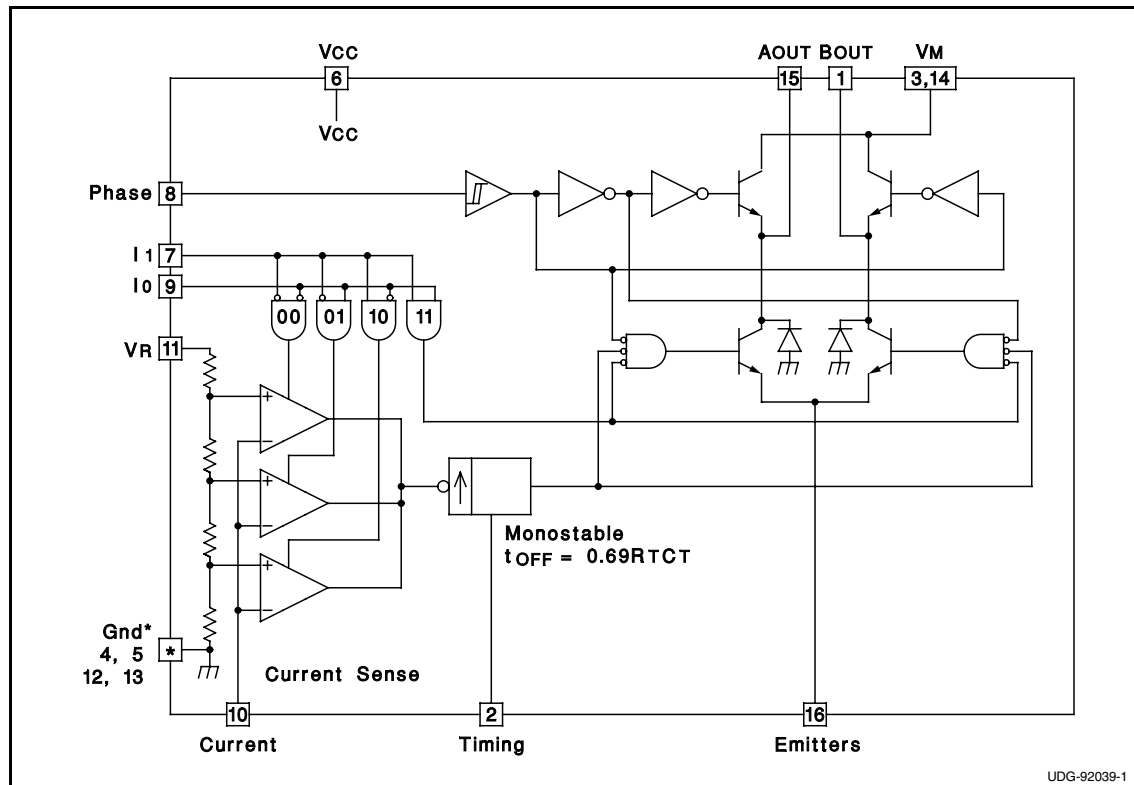 VCC
AOUT BOUT
VM
6
15
1
3,14
VCC
Phase
8
I1
7
I0
9
00
01
10
11
VR
11
+
−
+
−
+
−
Monostable
tOFF = 0.69RTCT
Gnd*
4, 5
12, 13
*
Current Sense
10
2
16
Current
Timing
Emitters
UDG-92039-1